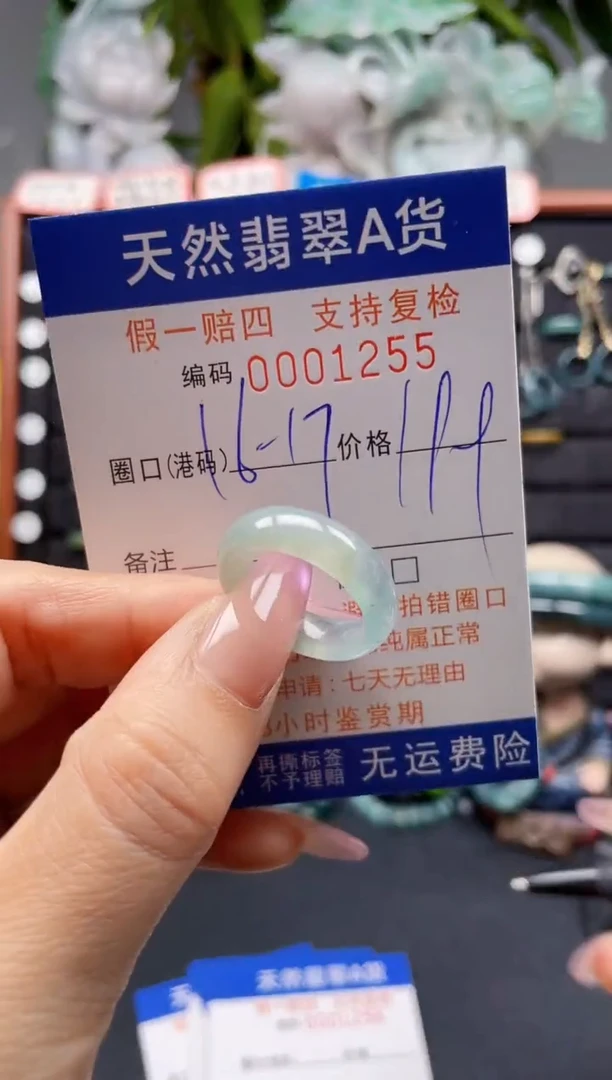 天然翡翠A货
假一赔四 支持复检
编码 0001255
圈口(港码) 16-17 价格 199
备注
拍错圈口
纯属正常
申请:七天无理由
小时鉴赏期
再撕标签
不予理赔
无运费险
天然翡翠A货